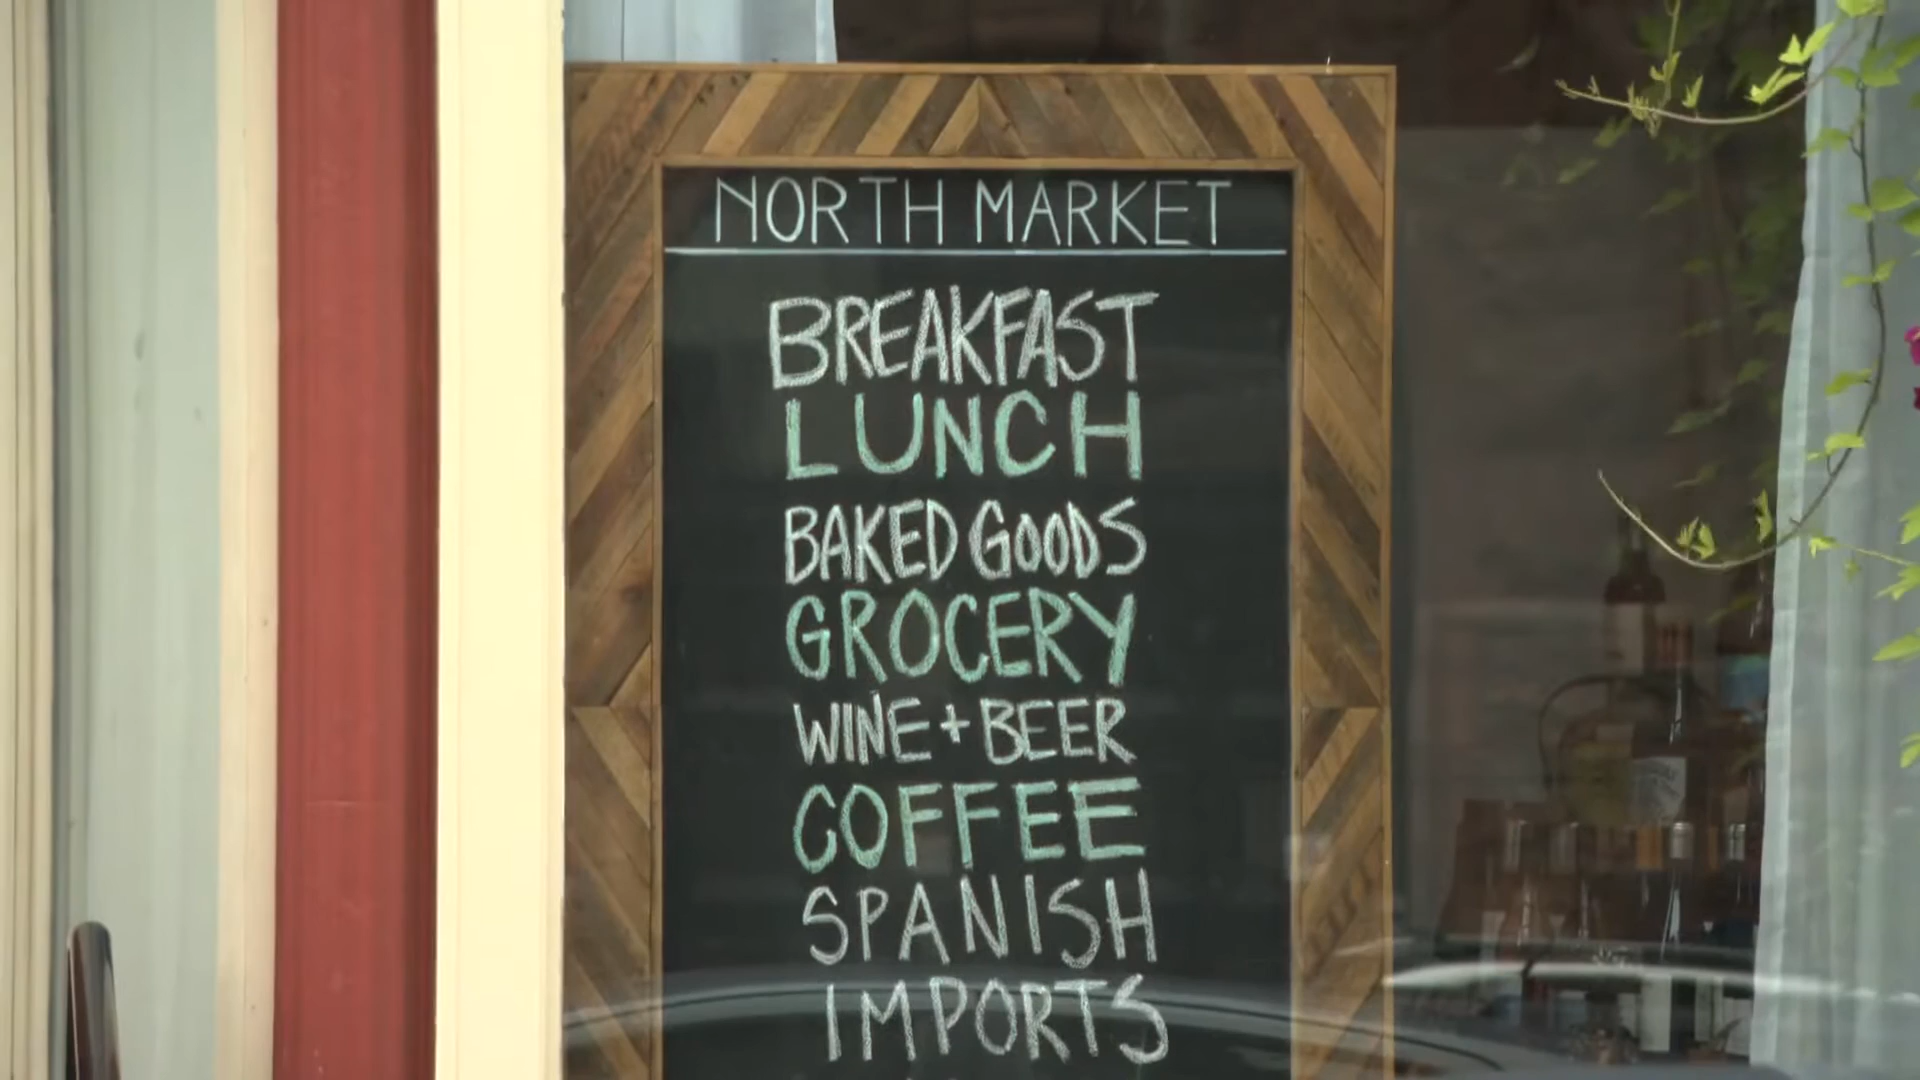 NORTH MARKET
BREAKFAST
LUNCH
BAKED GOODS
GROCERY
WINE + BEER
COFFEE
SPANISH
IMPORTS